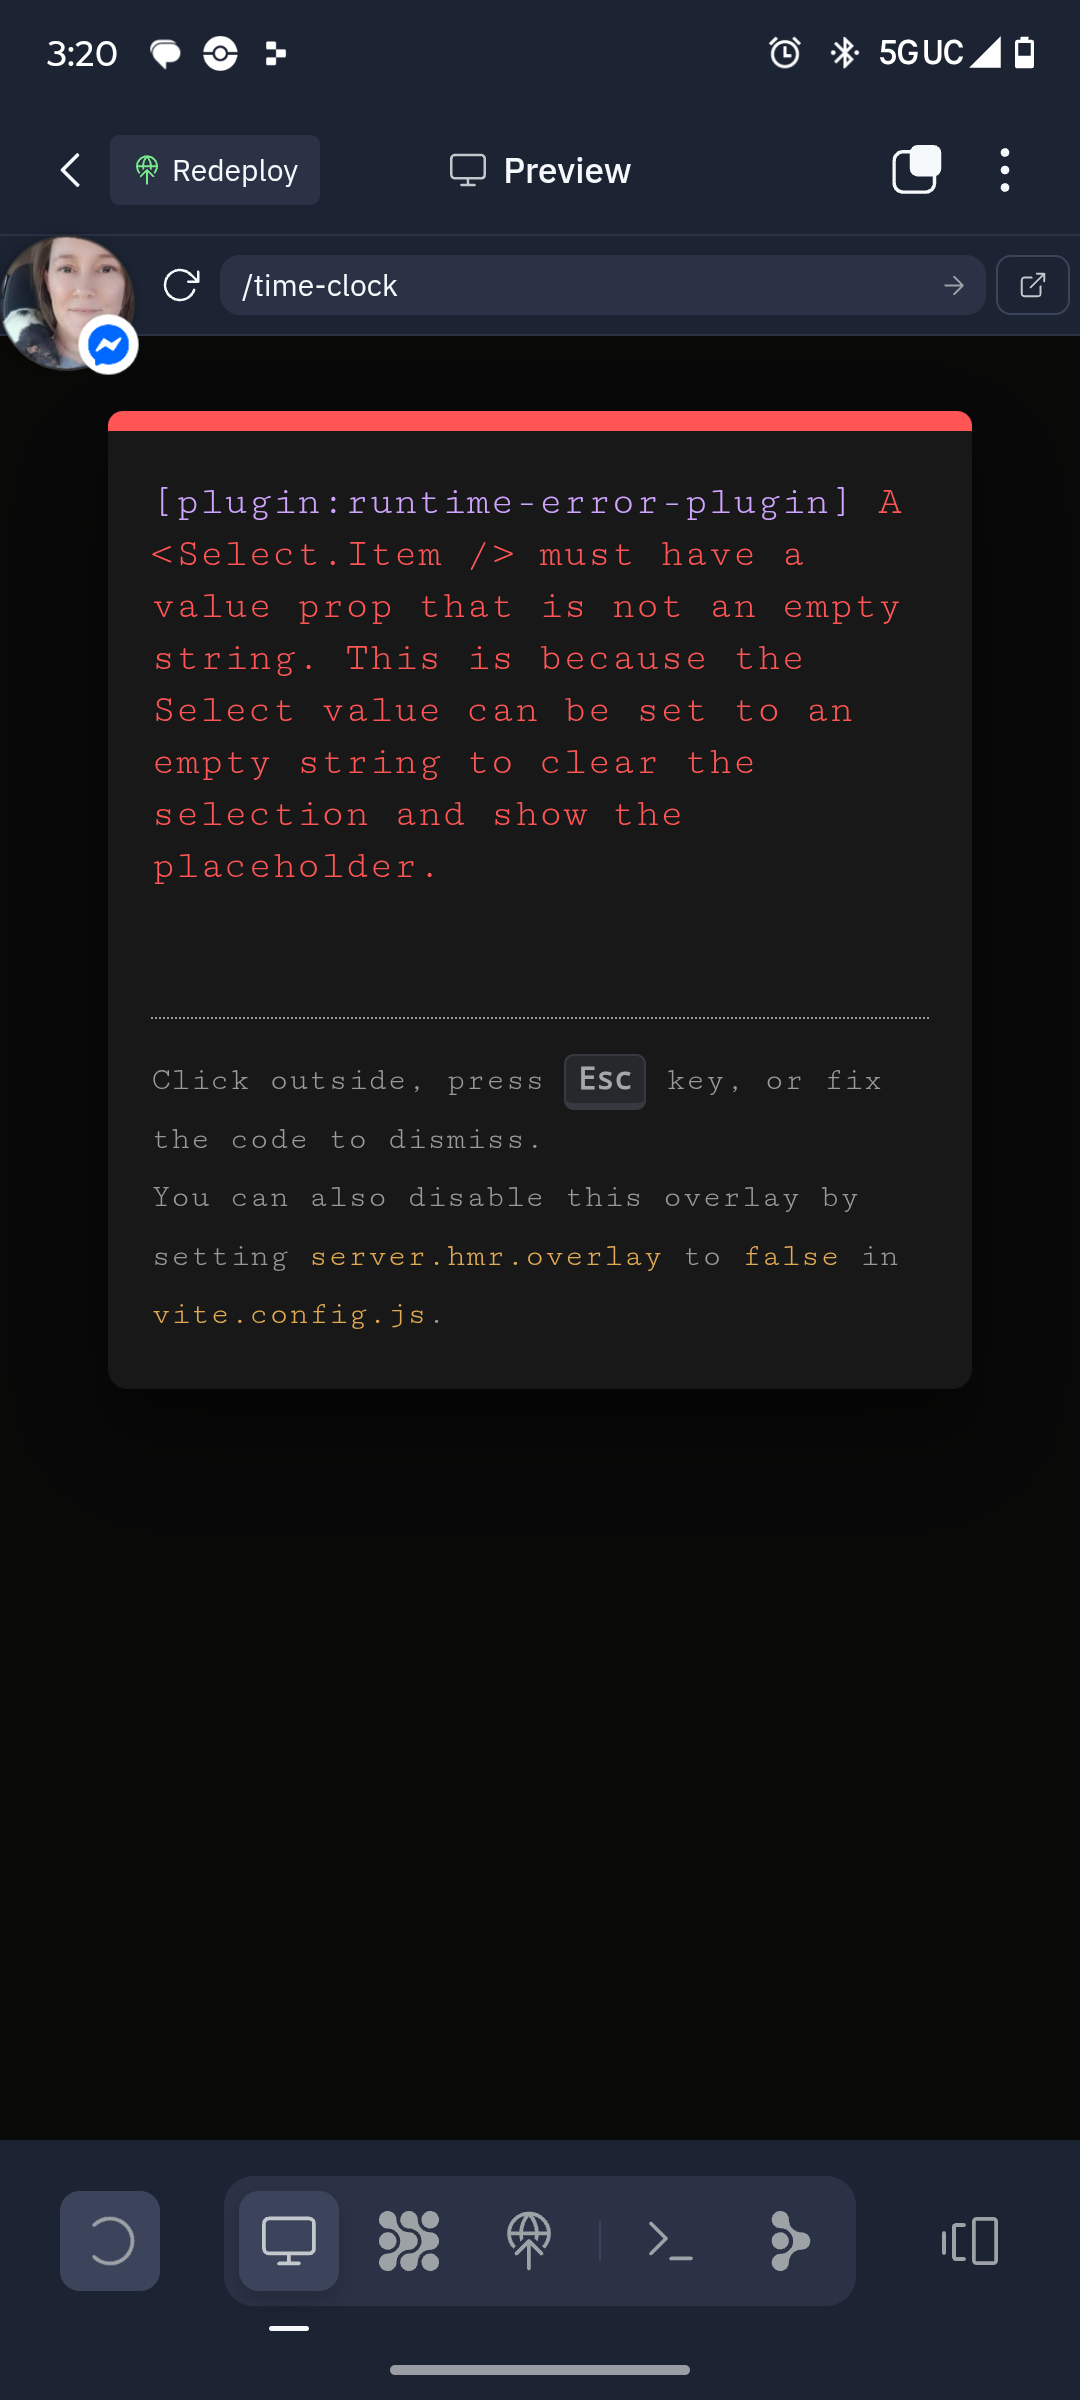 3:20
5G UC
Redeploy
Preview
/time-clock
[plugin:runtime-error-plugin] A
<Select.Item /> must have a
value prop that is not an empty
string. This is because the
Select value can be set to an
empty string to clear the
selection and show the
placeholder.
Click outside, press Esc key, or fix
the code to dismiss.
You can also disable this overlay by
setting server.hmr.overlay to false in
vite.config.js.